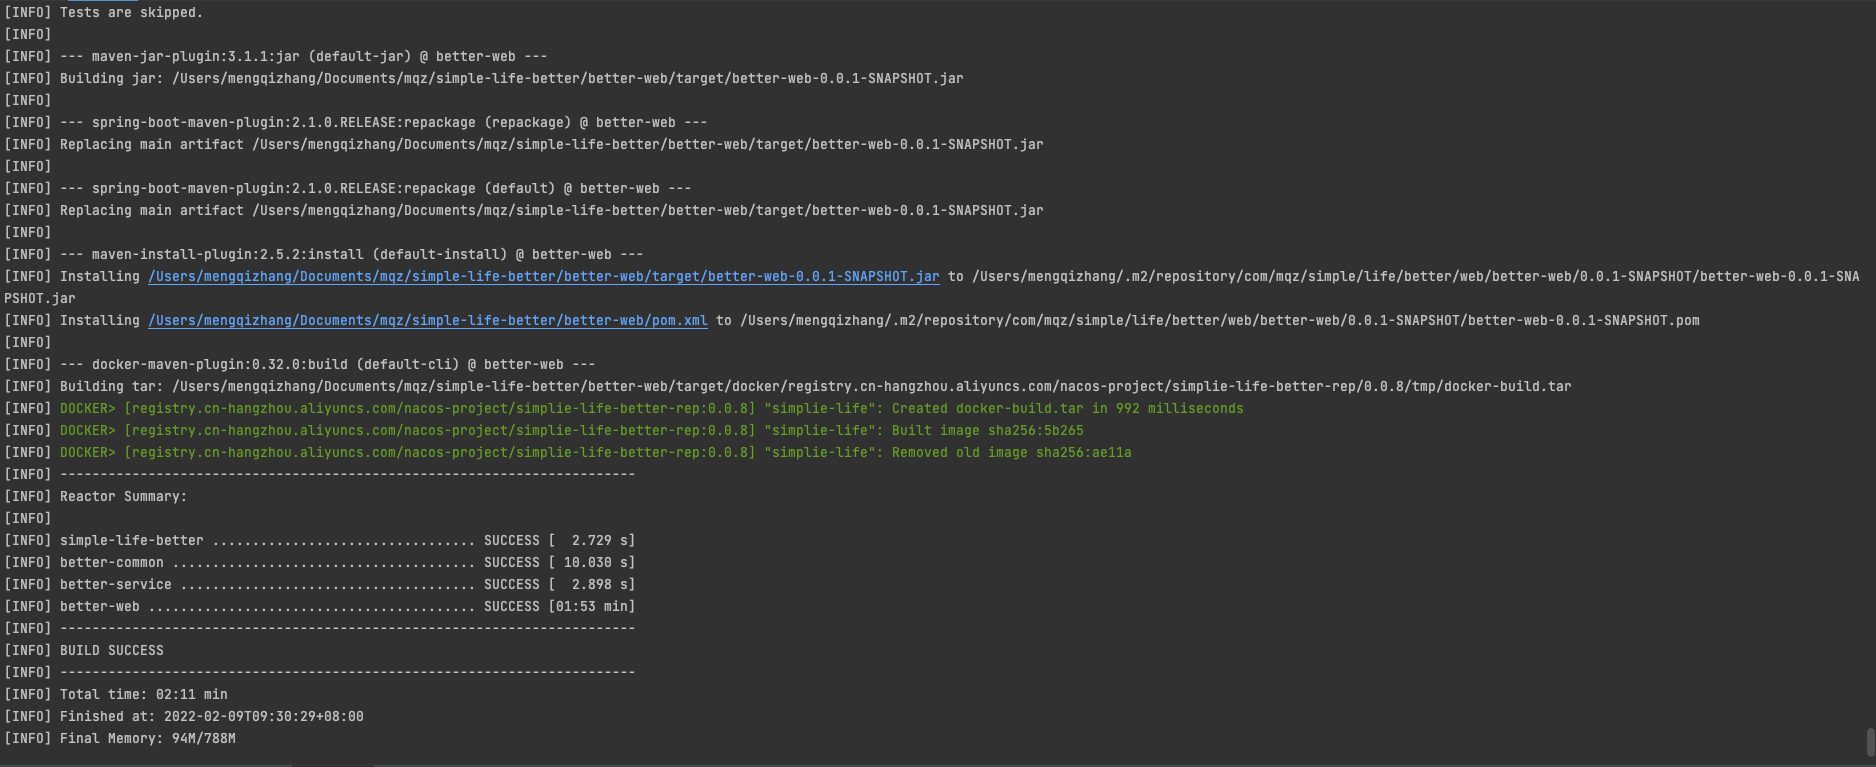 [INFO] Tests are skipped.
[INFO]
[INFO] --- maven-jar-plugin:3.1.1:jar (default-jar) @ better-web ---
[INFO] Building jar: /Users/mengqizhang/Documents/mqz/simple-life-better/better-web/target/better-web-0.0.1-SNAPSHOT.jar
[INFO]
[INFO] --- spring-boot-maven-plugin:2.1.0.RELEASE:repackage (repackage) @ better-web ---
[INFO] Replacing main artifact /Users/mengqizhang/Documents/mqz/simple-life-better/better-web/target/better-web-0.0.1-SNAPSHOT.jar
[INFO]
[INFO] --- spring-boot-maven-plugin:2.1.0.RELEASE:repackage (default) @ better-web ---
[INFO] Replacing main artifact /Users/mengqizhang/Documents/mqz/simple-life-better/better-web/target/better-web-0.0.1-SNAPSHOT.jar
[INFO]
[INFO] --- maven-install-plugin:2.5.2:install (default-install) @ better-web ---
[INFO] Installing /Users/mengqizhang/Documents/mqz/simple-life-better/better-web/target/better-web-0.0.1-SNAPSHOT.jar to /Users/mengqizhang/.m2/repository/com/mqz/simple/life/better/web/better-web/0.0.1-SNAPSHOT/better-web-0.0.1-SNA
PSHOT.jar
[INFO] Installing /Users/mengqizhang/Documents/mqz/simple-life-better/better-web/pom.xml to /Users/mengqizhang/.m2/repository/com/mqz/simple/life/better/web/better-web/0.0.1-SNAPSHOT/better-web-0.0.1-SNAPSHOT.pom
[INFO]
[INFO] --- docker-maven-plugin:0.32.0:build (default-cli) @ better-web ---
[INFO] Building tar: /Users/mengqizhang/Documents/mqz/simple-life-better/better-web/target/docker/registry.cn-hangzhou.aliyuncs.com/nacos-project/simplie-life-better-rep/0.0.8/tmp/docker-build.tar
[INFO] DOCKER> [registry.cn-hangzhou.aliyuncs.com/nacos-project/simplie-life-better-rep:0.0.8] "simplie-life": Created docker-build.tar in 992 milliseconds
[INFO] DOCKER> [registry.cn-hangzhou.aliyuncs.com/nacos-project/simplie-life-better-rep:0.0.8] "simplie-life": Built image sha256:5b265
[INFO] DOCKER> [registry.cn-hangzhou.aliyuncs.com/nacos-project/simplie-life-better-rep:0.0.8] "simplie-life": Removed old image sha256:ae11a
[INFO] ------------------------------------------------------------------------
[INFO] Reactor Summary:
[INFO]
[INFO] simple-life-better ................................. SUCCESS [  2.729 s]
[INFO] better-common ...................................... SUCCESS [ 10.030 s]
[INFO] better-service ..................................... SUCCESS [  2.898 s]
[INFO] better-web ......................................... SUCCESS [01:53 min]
[INFO] ------------------------------------------------------------------------
[INFO] BUILD SUCCESS
[INFO] ------------------------------------------------------------------------
[INFO] Total time: 02:11 min
[INFO] Finished at: 2022-02-09T09:30:29+08:00
[INFO] Final Memory: 94M/788M